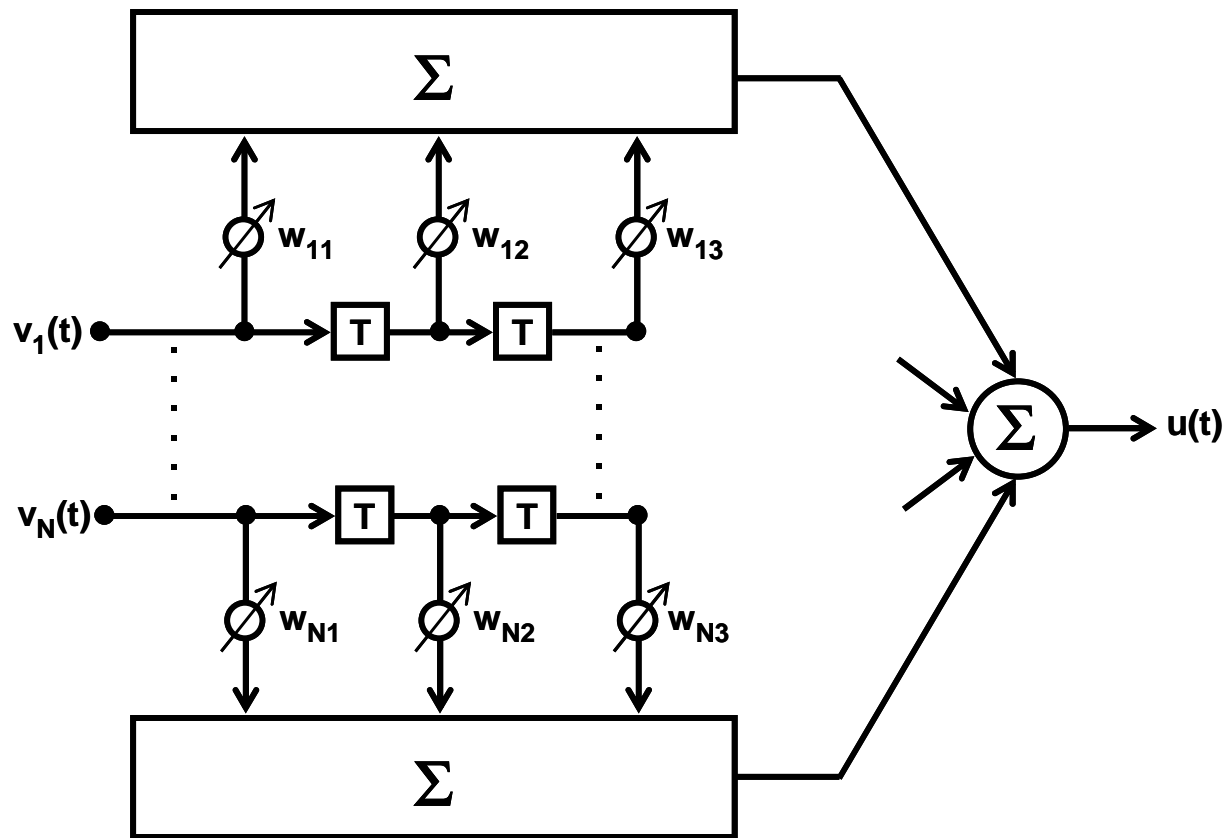 Σ
w11 w12 w13
v1(t) T T
Σ u(t)
vN(t) T T
wN1 wN2 wN3
Σ